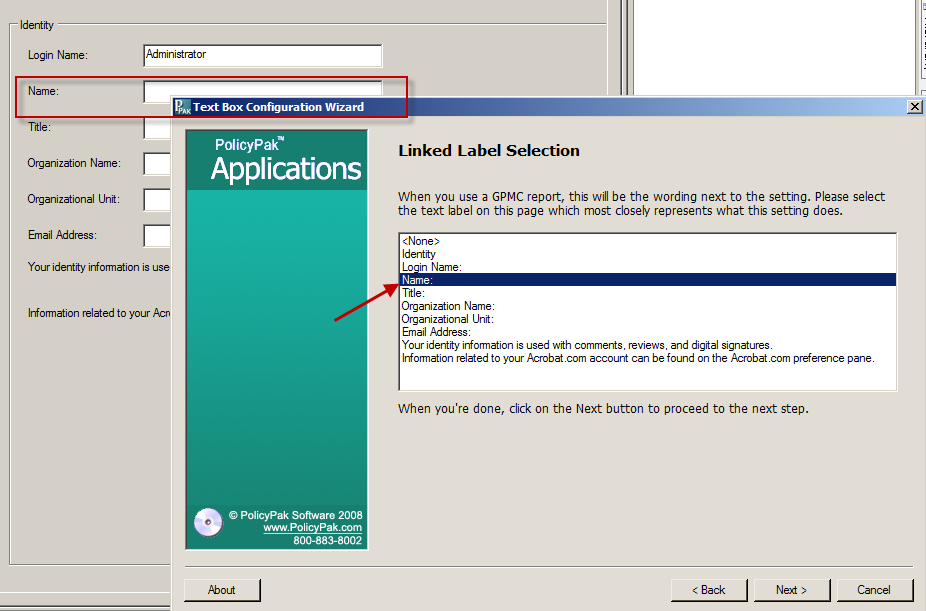 Identity
Login Name:
Administrator
Name:
Title:
Organization Name:
Organizational Unit:
Email Address:
Your identity information is use
Information related to your Acro
PPAK Text Box Configuration Wizard
PolicyPak™
Applications
© PolicyPak Software 2008
www.PolicyPak.com
800-883-8002
Linked Label Selection
When you use a GPMC report, this will be the wording next to the setting. Please select
the text label on this page which most closely represents what this setting does.
<None>
Identity
Login Name:
Name:
Title:
Organization Name:
Organizational Unit:
Email Address:
Your identity information is used with comments, reviews, and digital signatures.
Information related to your Acrobat.com account can be found on the Acrobat.com preference pane.
When you're done, click on the Next button to proceed to the next step.
About
< Back
Next >
Cancel